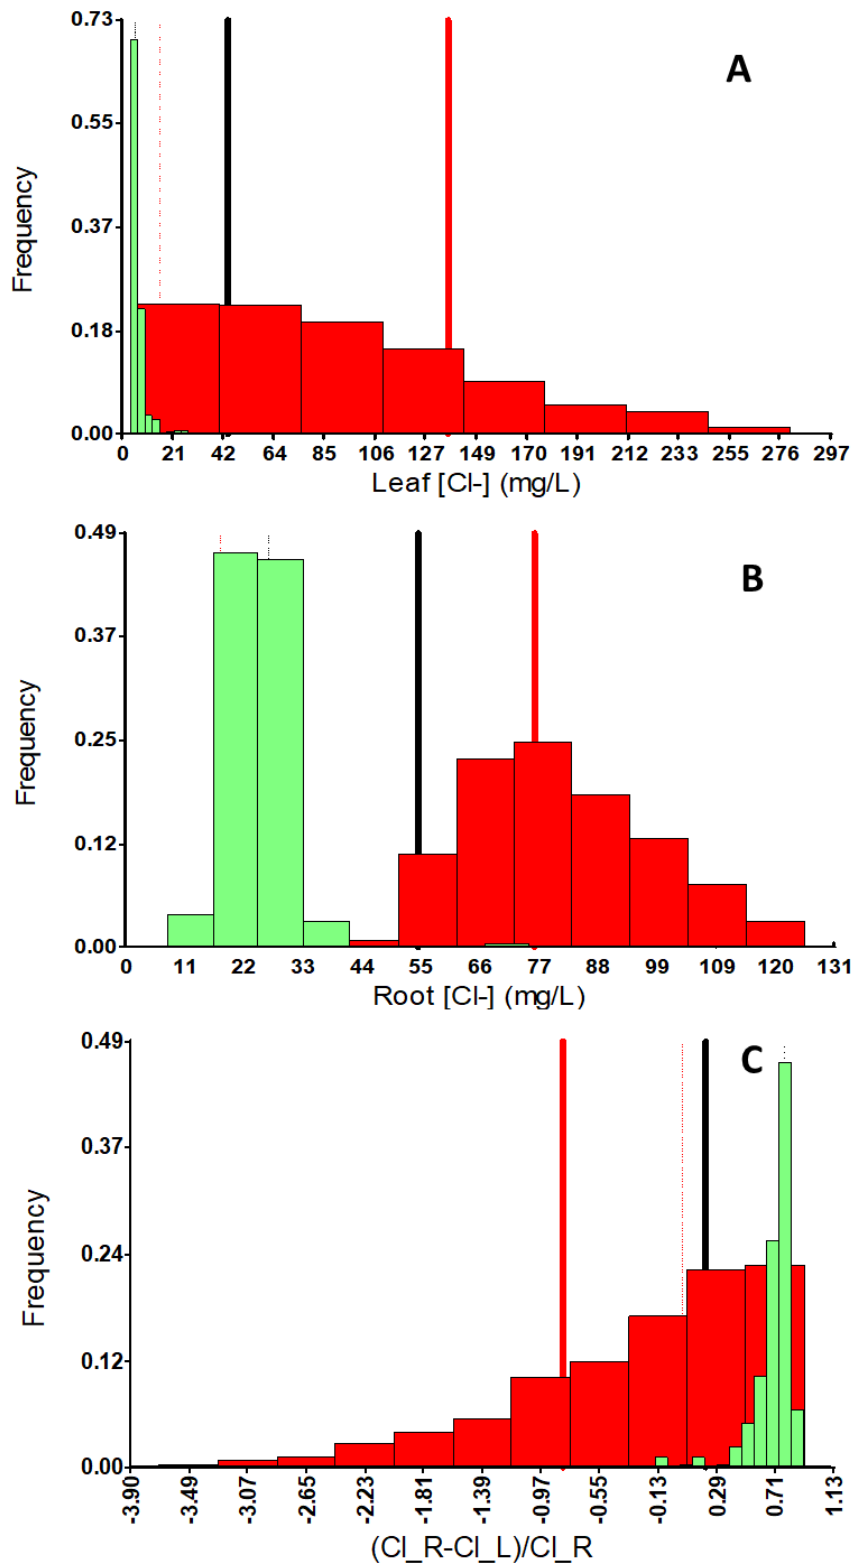 A
Frequency
0.73
0.55
0.37
0.18
0.00
0 21 42 64 85 106 127 149 170 191 212 233 255 276 297
Leaf [Cl-] (mg/L)
B
Frequency
0.49
0.37
0.25
0.12
0.00
0 11 22 33 44 55 66 77 88 99 109 120 131
Root [Cl-] (mg/L)
C
Frequency
0.49
0.37
0.24
0.12
0.00
-3.90 -3.49 -3.07 -2.65 -2.23 -1.81 -1.39 -0.97 -0.55 -0.13 0.29 0.71 1.13
(Cl_R-Cl_L)/Cl_R